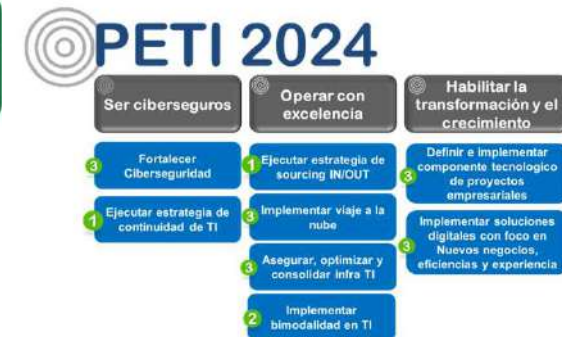 PETI 2024
Ser ciberseguros
3
Fortalecer
Ciberseguridad
1
Ejecutar estrategia de
continuidad de TI
Operar con
excelencia
1
Ejecutar estrategia de
sourcing IN/OUT
3
Implementar viaje a la
nube
3
Asegurar, optimizar y
consolidar infra TI
2
Implementar
bimodalidad en TI
Habilitar la
transformación y el
crecimiento
3
Definir e implementar
componente tecnologico
de proyectos
empresariales
3
Implementar soluciones
digitales con foco en
Nuevos negocios,
eficiencias y experiencia